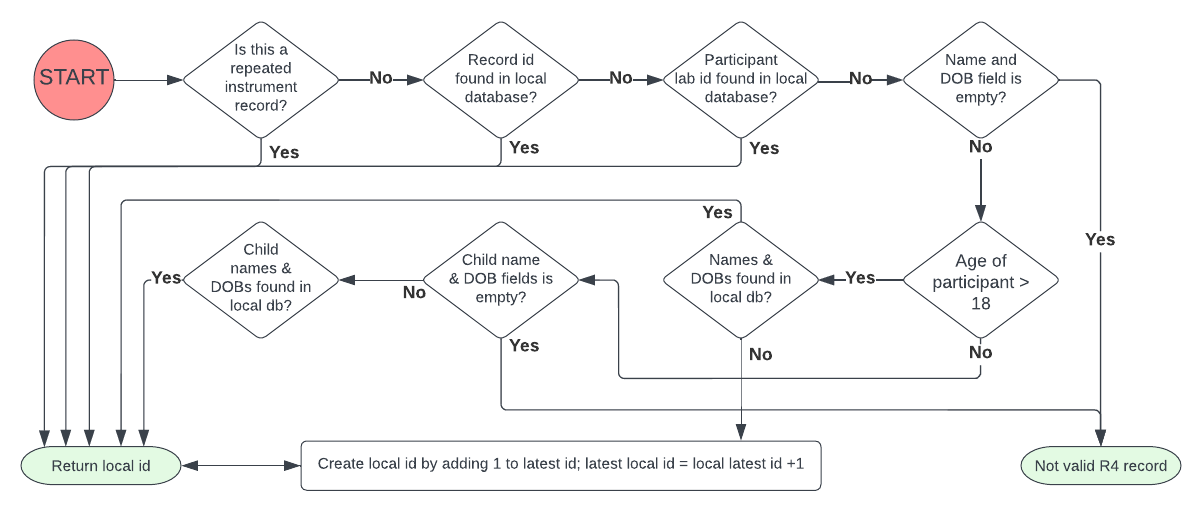 START
Is this a
repeated
instrument
record?
No
Record id
found in local
database?
No
Participant
lab id found in local
database?
No
Name and
DOB field is
empty?
Yes
Yes
Yes
No
Yes
Child
names &
DOBs found in
local db?
Yes
No
Child name
& DOB fields is
empty?
Yes
Names &
DOBs found in
local db?
Yes
Age of
participant >
18
Yes
No
No
Return local id
Create local id by adding 1 to latest id; latest local id = local latest id +1
Not valid R4 record